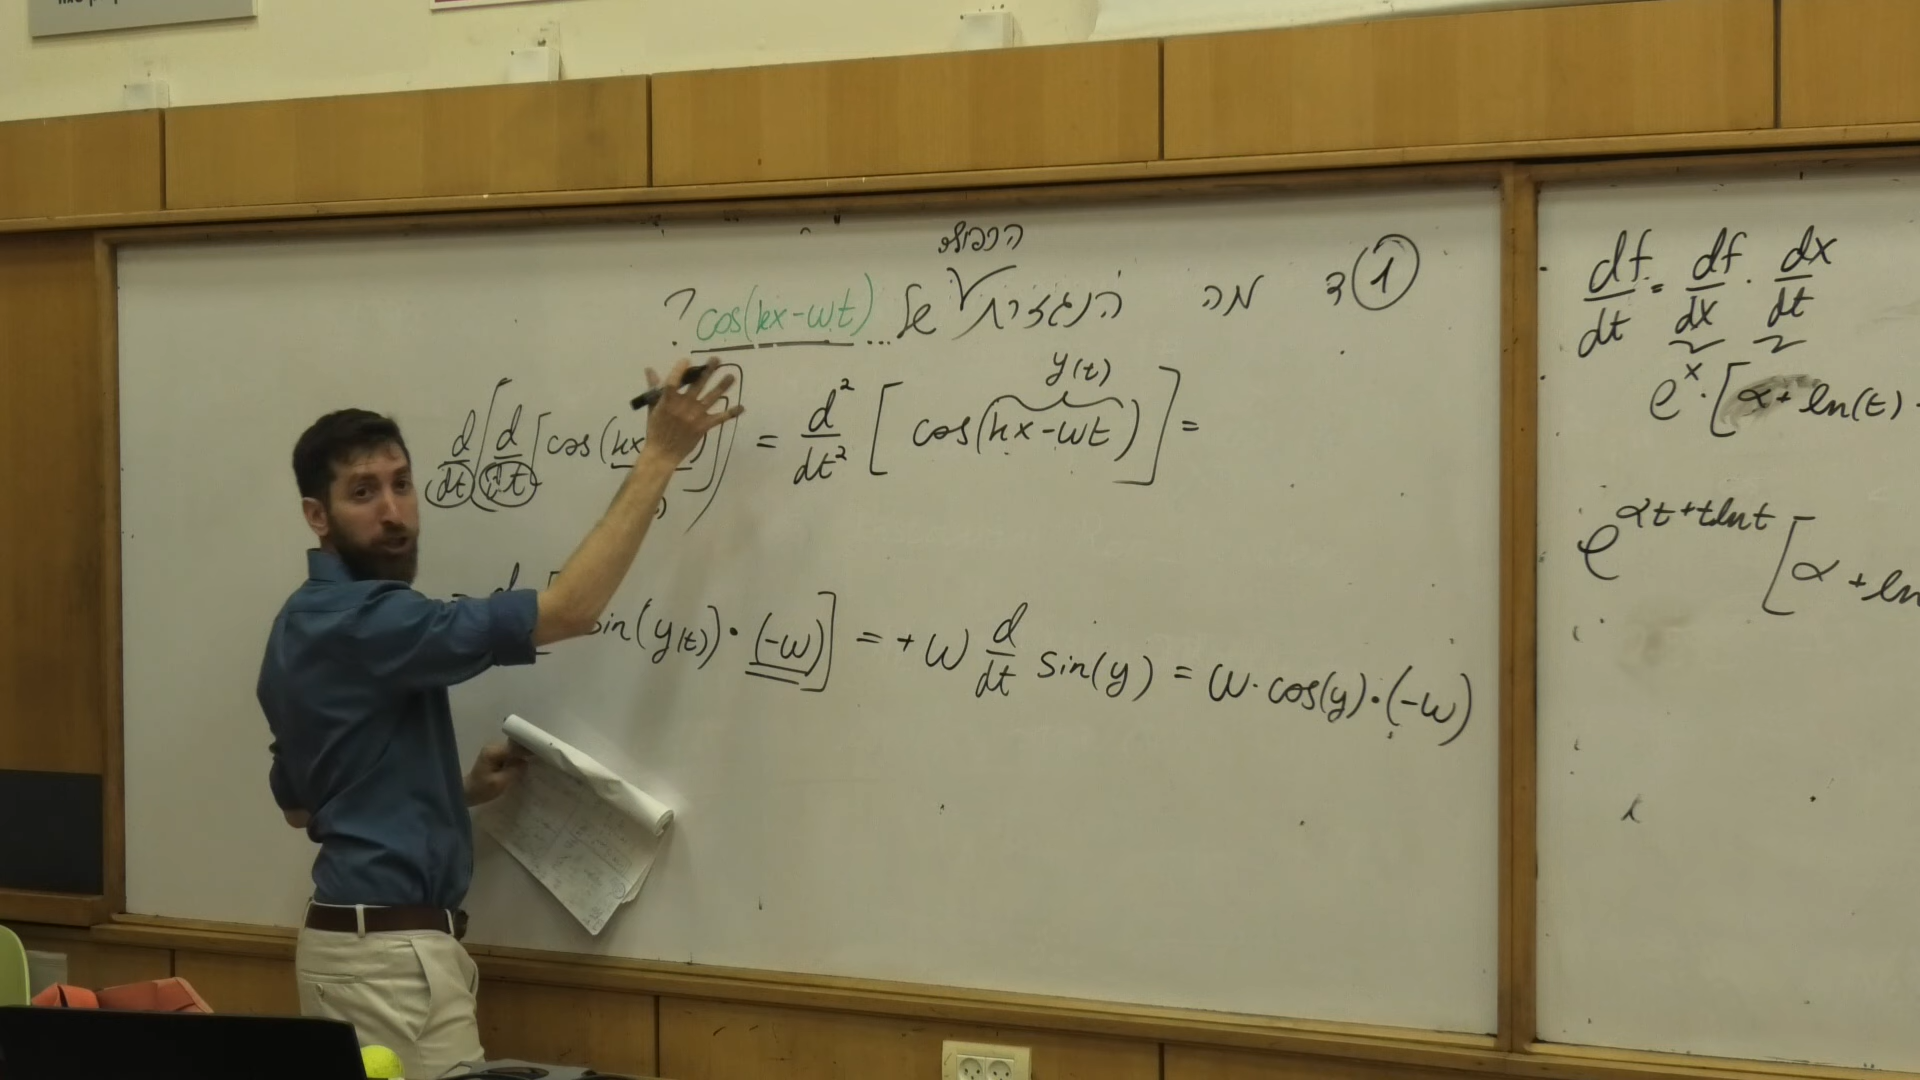 הכפולה
① ד מה הנגזרת של ... cos(kx-ωt) ?
d/dt [d/dt [cos(kx = d²/dt² [cos(kx-ωt)] =
y(t)
sin(y(t)) · (-ω)] = +ω d/dt sin(y) = ω · cos(y) · (-ω)
df/dt = df/dx · dx/dt
eˣ · [α + ln(t)
e^(αt+tlnt) [α + ln